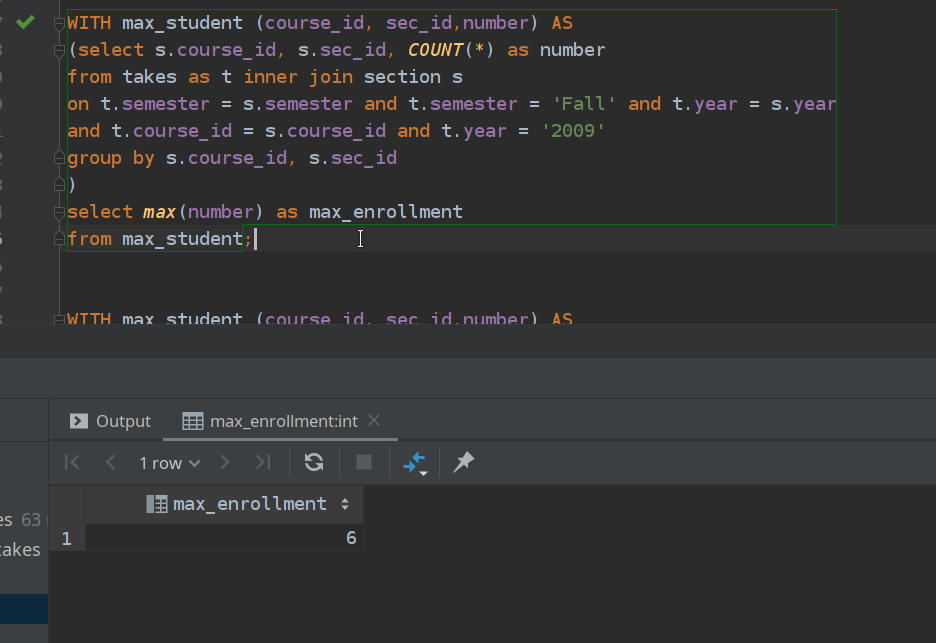 WITH max_student (course_id, sec_id,number) AS
(select s.course_id, s.sec_id, COUNT(*) as number
from takes as t inner join section s
on t.semester = s.semester and t.semester = 'Fall' and t.year = s.year
and t.course_id = s.course_id and t.year = '2009'
group by s.course_id, s.sec_id
)
select max(number) as max_enrollment
from max_student;
WITH max_student (course_id, sec_id,number) AS
Output max_enrollment:int
1 row
max_enrollment
es 63
1 6
takes